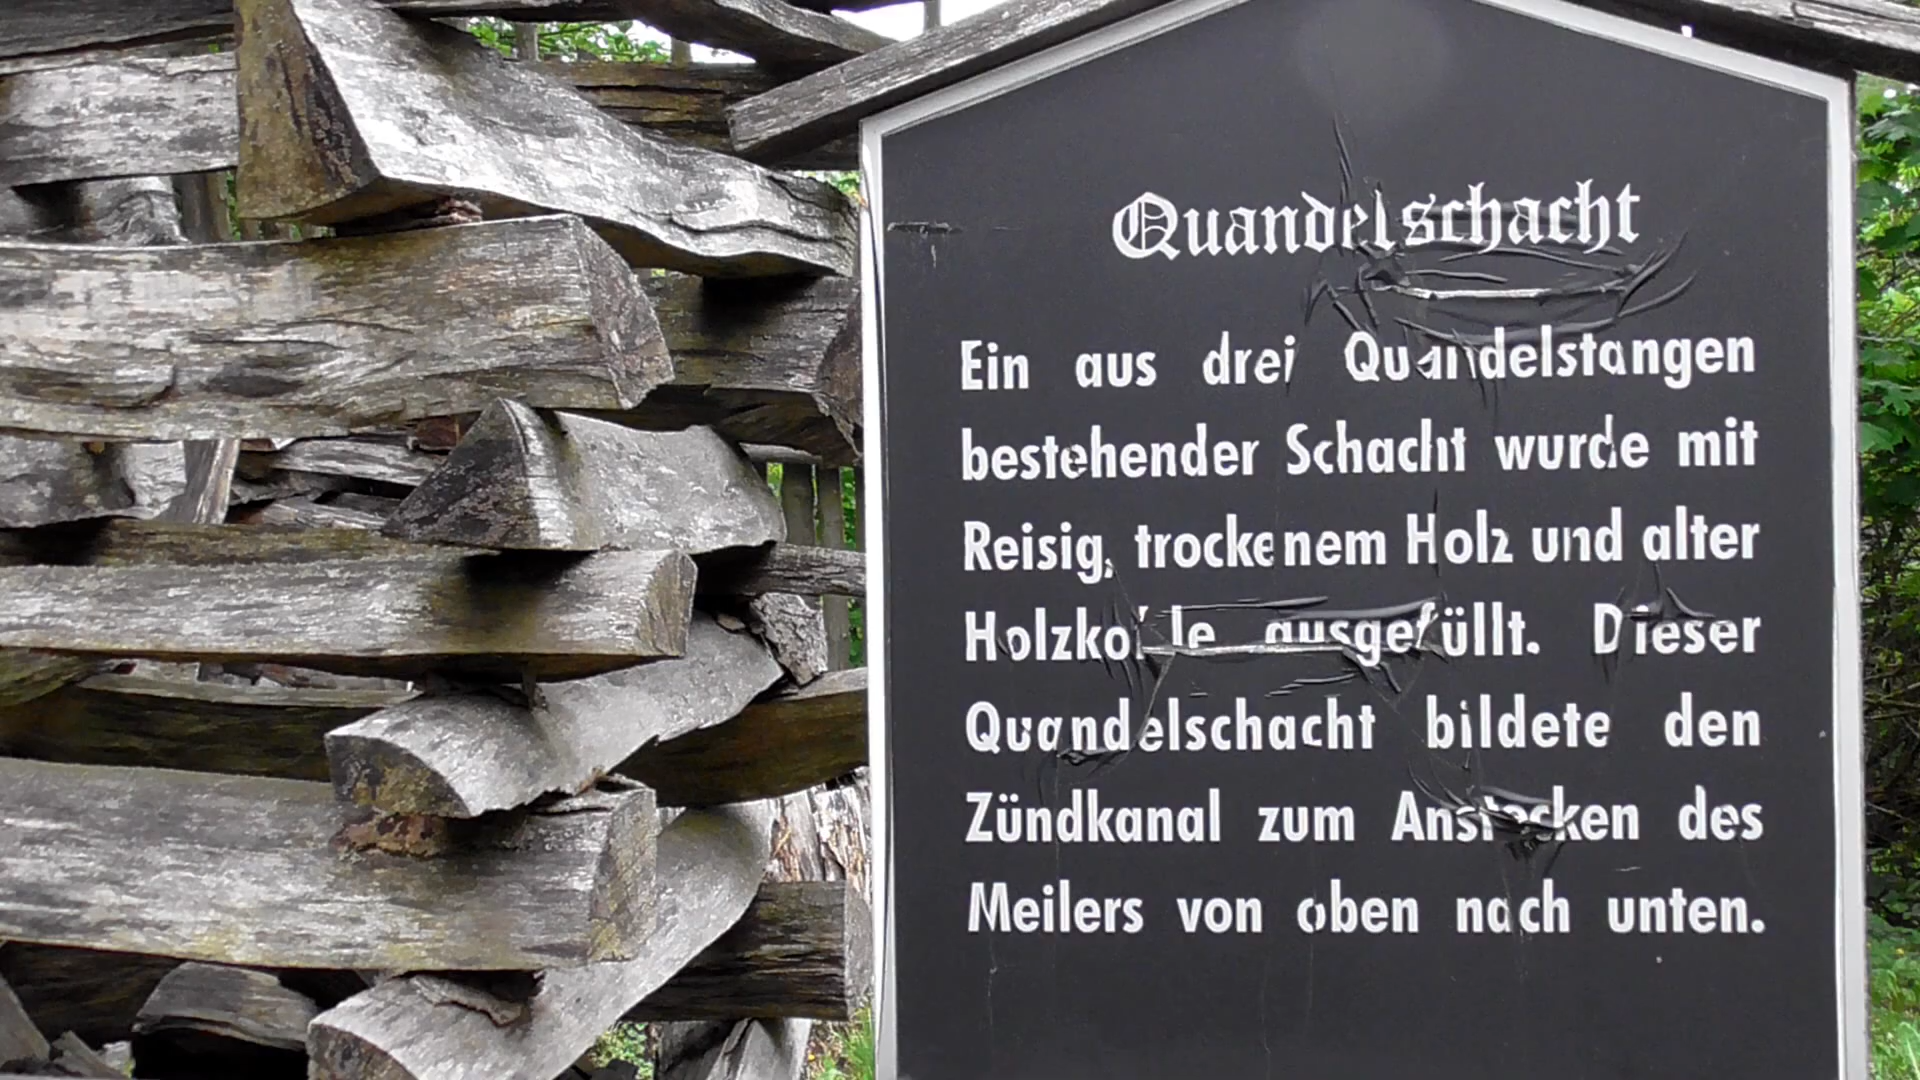 Quandelschacht
Ein aus drei Quandelstangen
bestehender Schacht wurde mit
Reisig, trockenem Holz und alter
Holzkohle ausgefüllt. Dieser
Quandelschacht bildete den
Zündkanal zum Anstecken des
Meilers von oben nach unten.